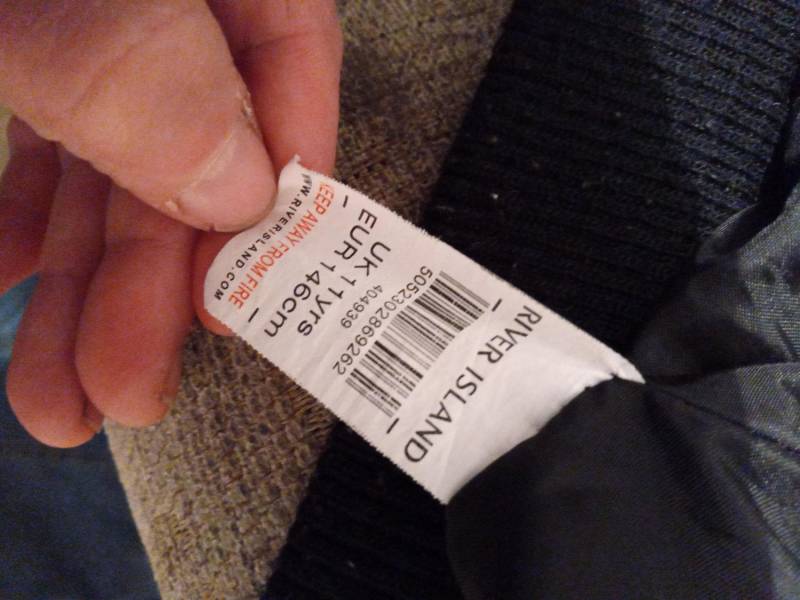 RIVER ISLAND
5052302869262
404939
UK 11yrs
EUR 146cm
KEEP AWAY FROM FIRE
WWW.RIVERISLAND.COM